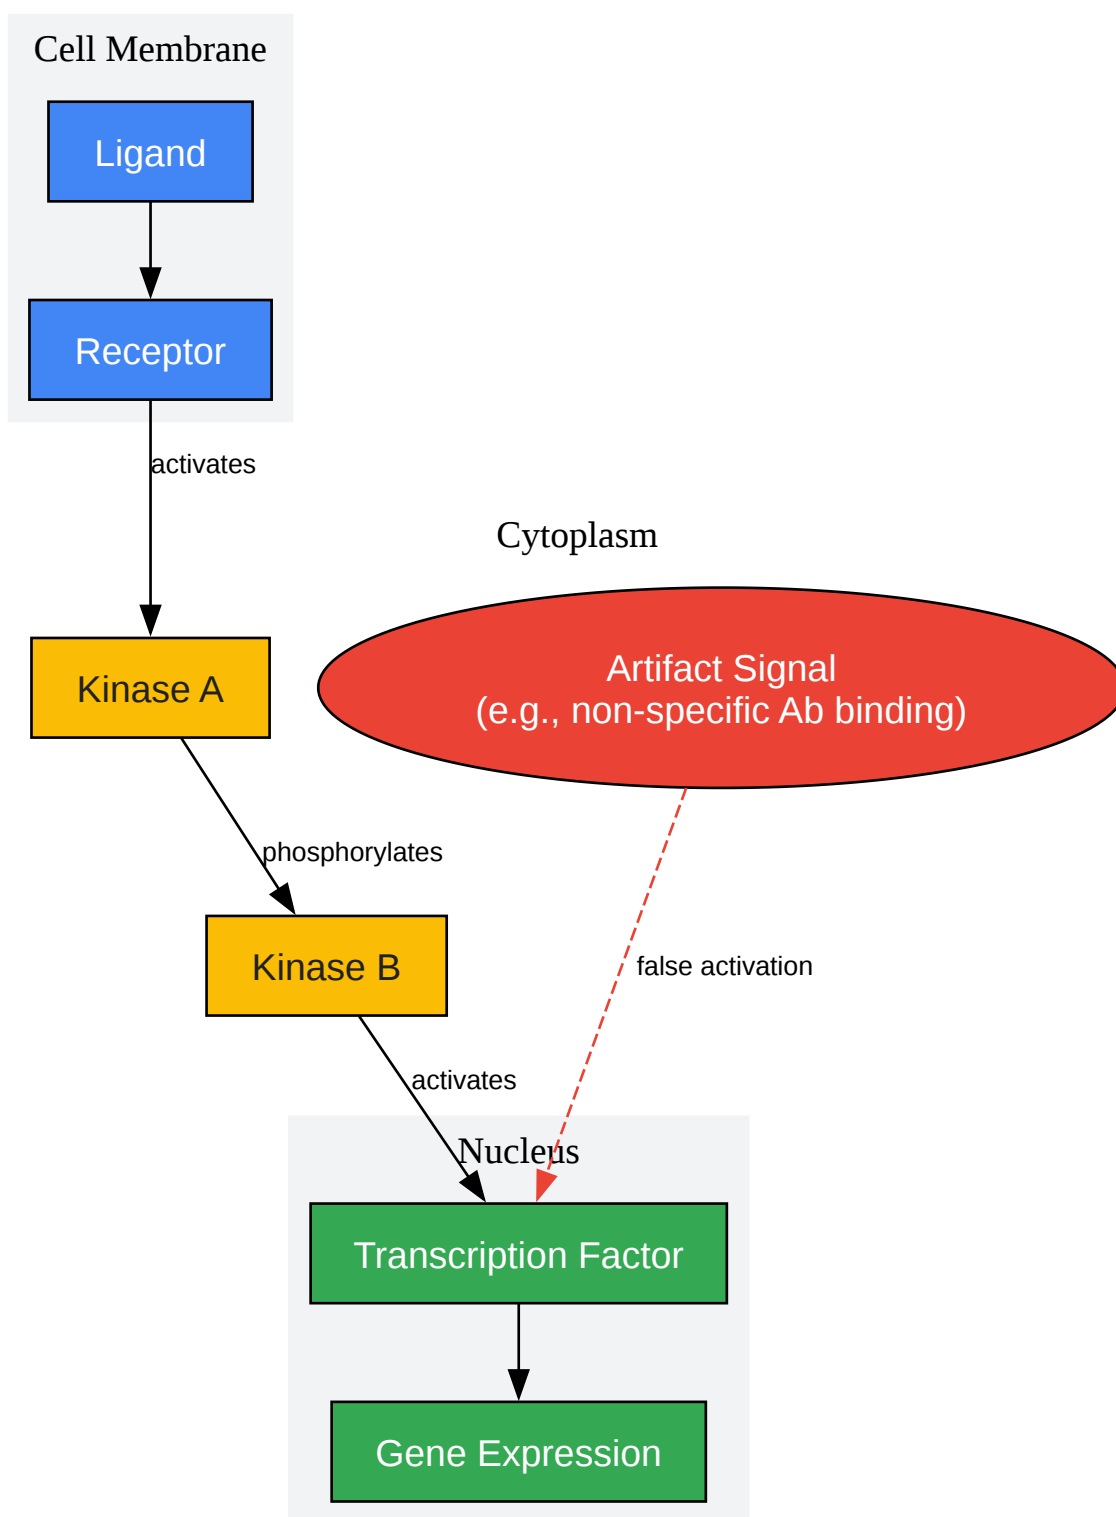 Cell Membrane
Ligand
Receptor
activates
Cytoplasm
Kinase A
Artifact Signal
(e.g., non-specific Ab binding)
phosphorylates
Kinase B
false activation
activates
Nucleus
Transcription Factor
Gene Expression